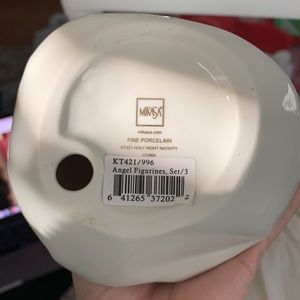 MIKASA
mikasa.com
FINE PORCELAIN
KT421 HOLY NIGHT NATIVITY
CHINA
KT421/996
Angel Figurines, Set/3
6 41265 37202 2